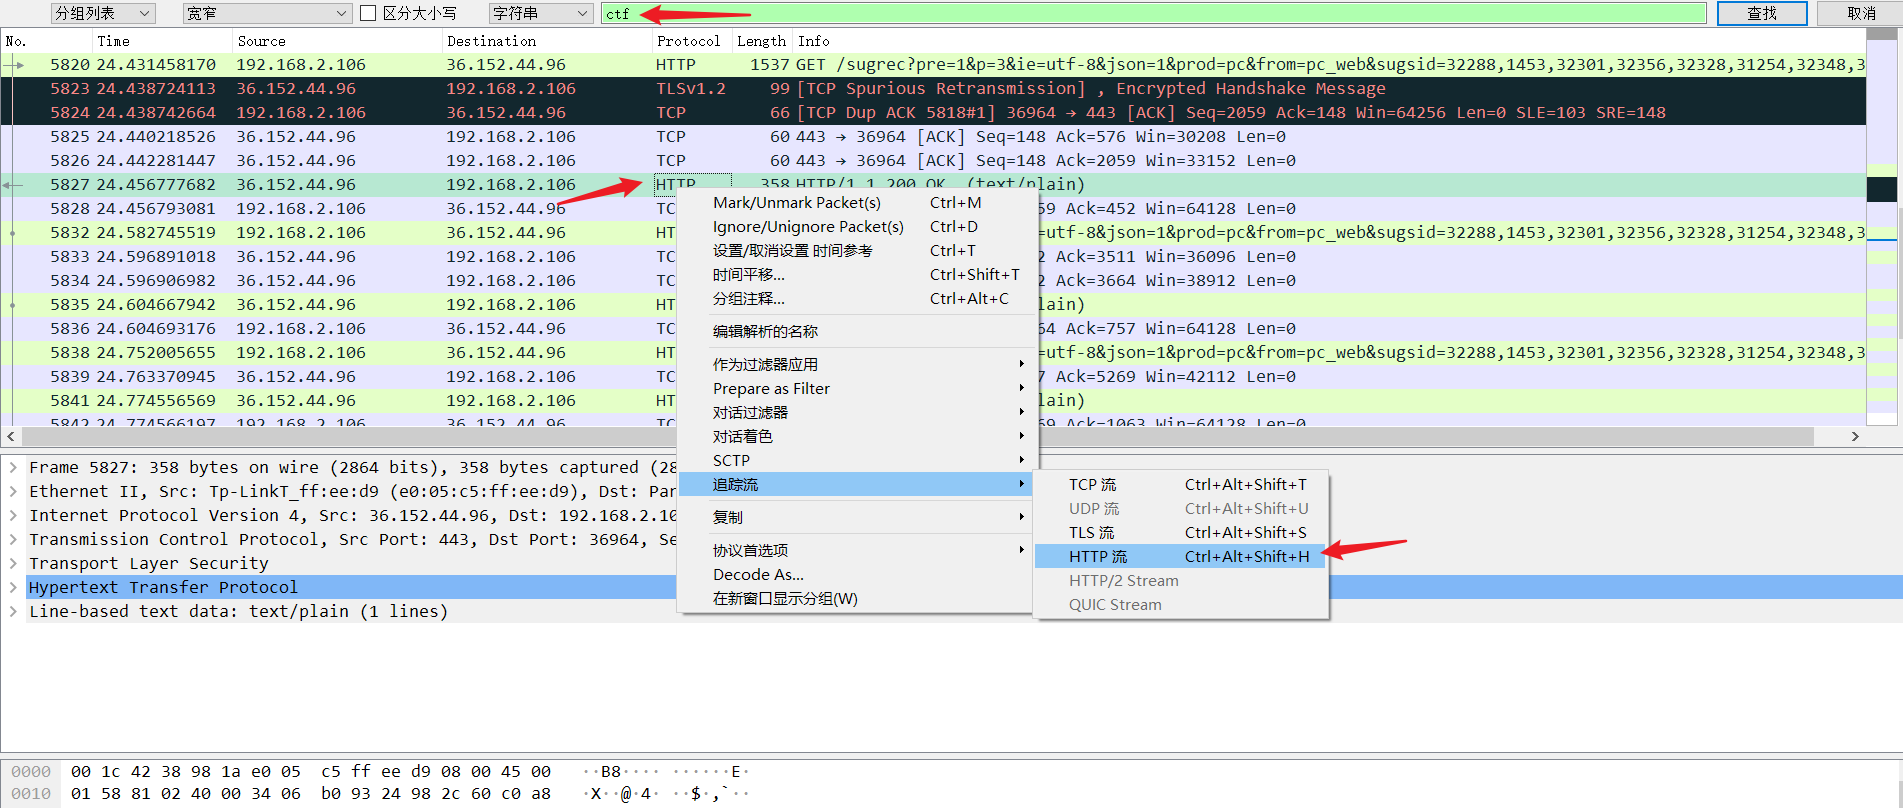 分组列表 宽窄 区分大小写 字符串 ctf 查找 取消
No. Time Source Destination Protocol Length Info
5820 24.431458170 192.168.2.106 36.152.44.96 HTTP 1537 GET /sugrec?pre=1&p=3&ie=utf-8&json=1&prod=pc&from=pc_web&sugsid=32288,1453,32301,32356,32328,31254,32348,3
5823 24.438724113 36.152.44.96 192.168.2.106 TLSv1.2 99 [TCP Spurious Retransmission] , Encrypted Handshake Message
5824 24.438742664 192.168.2.106 36.152.44.96 TCP 66 [TCP Dup ACK 5818#1] 36964 → 443 [ACK] Seq=2059 Ack=148 Win=64256 Len=0 SLE=103 SRE=148
5825 24.440218526 36.152.44.96 192.168.2.106 TCP 60 443 → 36964 [ACK] Seq=148 Ack=576 Win=30208 Len=0
5826 24.442281447 36.152.44.96 192.168.2.106 TCP 60 443 → 36964 [ACK] Seq=148 Ack=2059 Win=33152 Len=0
5827 24.456777682 36.152.44.96 192.168.2.106 HTTP 358 HTTP/1.1 200 OK (text/plain)
5828 24.456793081 192.168.2.106 36.152.44.96 TC 59 Ack=452 Win=64128 Len=0
5832 24.582745519 192.168.2.106 36.152.44.96 HT =utf-8&json=1&prod=pc&from=pc_web&sugsid=32288,1453,32301,32356,32328,31254,32348,3
5833 24.596891018 36.152.44.96 192.168.2.106 TC 2 Ack=3511 Win=36096 Len=0
5834 24.596906982 36.152.44.96 192.168.2.106 TC 2 Ack=3664 Win=38912 Len=0
5835 24.604667942 36.152.44.96 192.168.2.106 HT lain)
5836 24.604693176 192.168.2.106 36.152.44.96 TC 64 Ack=757 Win=64128 Len=0
5838 24.752005655 192.168.2.106 36.152.44.96 HT =utf-8&json=1&prod=pc&from=pc_web&sugsid=32288,1453,32301,32356,32328,31254,32348,3
5839 24.763370945 36.152.44.96 192.168.2.106 TC 7 Ack=5269 Win=42112 Len=0
5841 24.774556569 36.152.44.96 192.168.2.106 HT lain)
5842 24.774566197 192.168.2.106 36.152.44.96 TC 69 Ack=1063 Win=64128 Len=0
Mark/Unmark Packet(s) Ctrl+M
Ignore/Unignore Packet(s) Ctrl+D
设置/取消设置 时间参考 Ctrl+T
时间平移... Ctrl+Shift+T
分组注释... Ctrl+Alt+C
编辑解析的名称
作为过滤器应用
Prepare as Filter
对话过滤器
对话着色
SCTP
追踪流
复制
协议首选项
Decode As...
在新窗口显示分组(W)
TCP 流 Ctrl+Alt+Shift+T
UDP 流 Ctrl+Alt+Shift+U
TLS 流 Ctrl+Alt+Shift+S
HTTP 流 Ctrl+Alt+Shift+H
HTTP/2 Stream
QUIC Stream
Frame 5827: 358 bytes on wire (2864 bits), 358 bytes captured (28
Ethernet II, Src: Tp-LinkT_ff:ee:d9 (e0:05:c5:ff:ee:d9), Dst: Par
Internet Protocol Version 4, Src: 36.152.44.96, Dst: 192.168.2.10
Transmission Control Protocol, Src Port: 443, Dst Port: 36964, Se
Transport Layer Security
Hypertext Transfer Protocol
Line-based text data: text/plain (1 lines)
0000 00 1c 42 38 98 1a e0 05 c5 ff ee d9 08 00 45 00 ··B8···· ······E·
0010 01 58 81 02 40 00 34 06 b0 93 24 98 2c 60 c0 a8 ·X··@·4· ··$·,`··